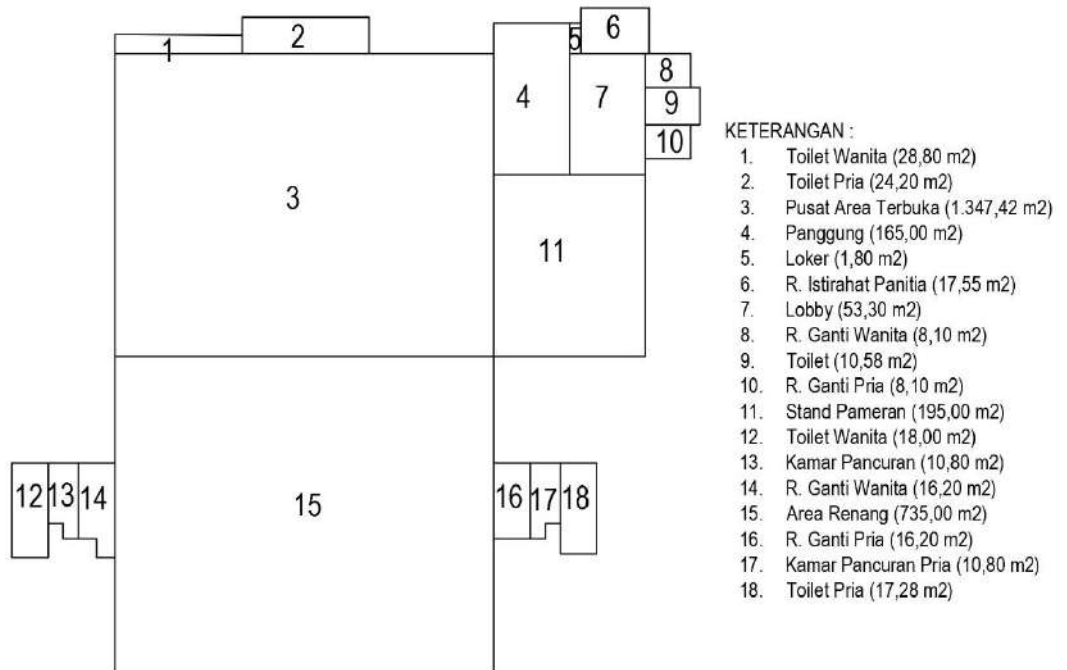 1
2
3
4
5
6
7
8
9
10
11
12
13
14
15
16
17
18
KETERANGAN :
1. Toilet Wanita (28,80 m2)
2. Toilet Pria (24,20 m2)
3. Pusat Area Terbuka (1.347,42 m2)
4. Panggung (165,00 m2)
5. Loker (1,80 m2)
6. R. Istirahat Panitia (17,55 m2)
7. Lobby (53,30 m2)
8. R. Ganti Wanita (8,10 m2)
9. Toilet (10,58 m2)
10. R. Ganti Pria (8,10 m2)
11. Stand Pameran (195,00 m2)
12. Toilet Wanita (18,00 m2)
13. Kamar Pancuran (10,80 m2)
14. R. Ganti Wanita (16,20 m2)
15. Area Renang (735,00 m2)
16. R. Ganti Pria (16,20 m2)
17. Kamar Pancuran Pria (10,80 m2)
18. Toilet Pria (17,28 m2)